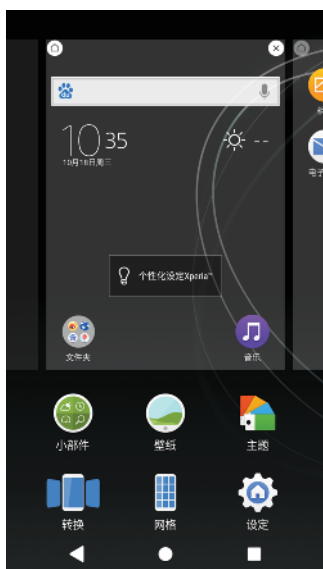 10 35
10月18日周三
--
个性化设定Xperia™
文件夹
音乐
电子
小部件
壁纸
主题
转换
网格
设定